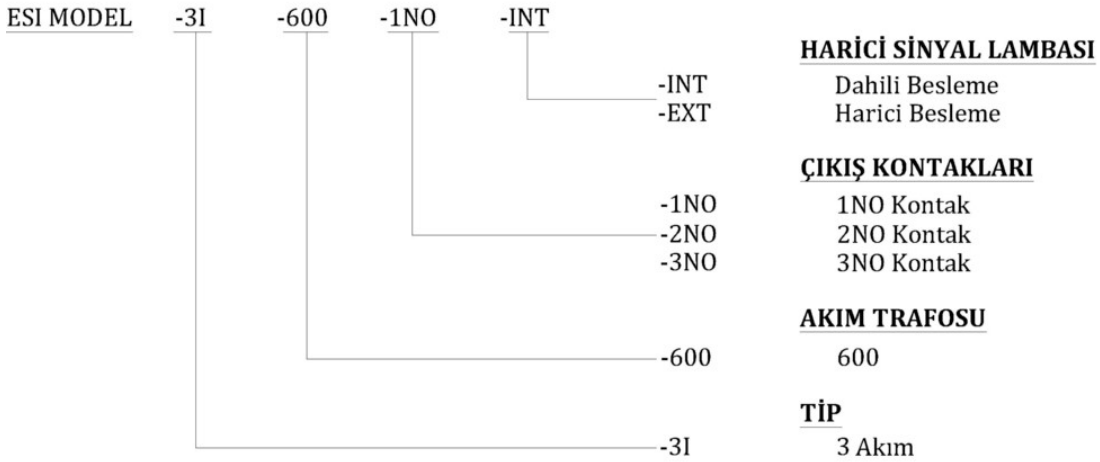 ESI MODEL -3I -600 -1NO -INT
HARİCİ SİNYAL LAMBASI
-INT Dahili Besleme
-EXT Harici Besleme
ÇIKIŞ KONTAKLARI
-1NO 1NO Kontak
-2NO 2NO Kontak
-3NO 3NO Kontak
AKIM TRAFOSU
-600 600
TİP
-3I 3 Akım